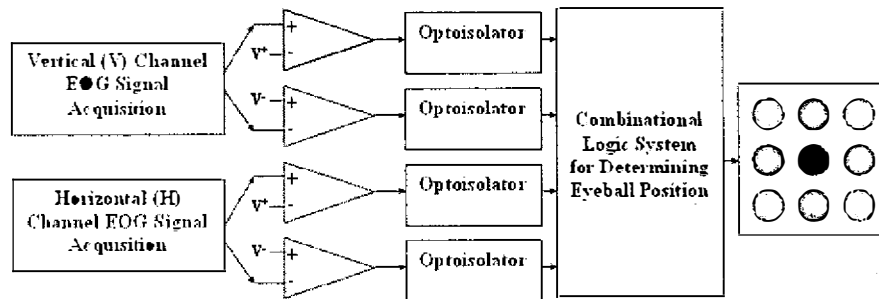 Vertical (V) Channel
EOG Signal
Acquisition
Horizontal (H)
Channel EOG Signal
Acquisition
+
-
V+
V-
+
-
+
-
V+
V-
+
-
Optoisolator
Optoisolator
Optoisolator
Optoisolator
Combinational
Logic System
for Determining
Eyeball Position